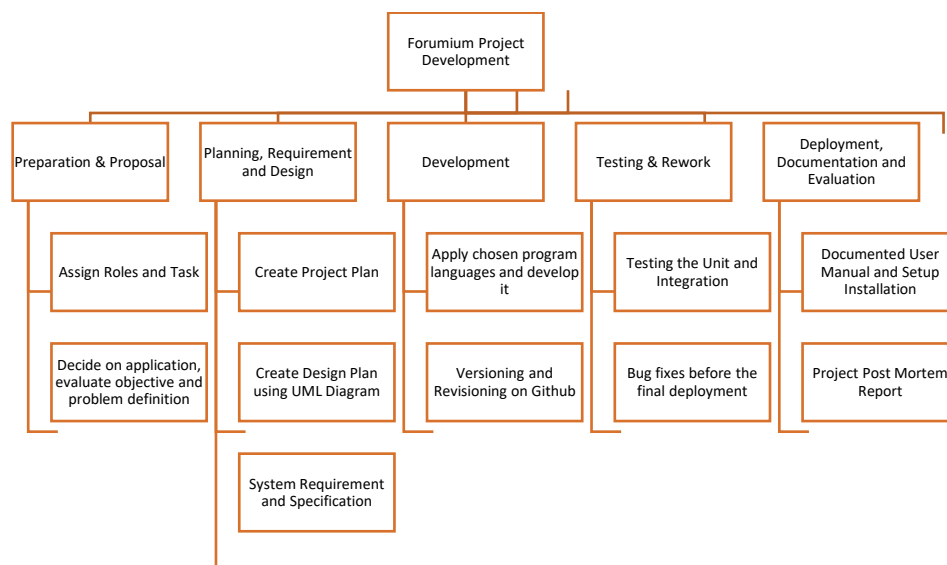 Forumium Project
Development
Preparation & Proposal
Planning, Requirement
and Design
Development
Testing & Rework
Deployment,
Documentation and
Evaluation
Assign Roles and Task
Create Project Plan
Apply chosen program
languages and develop
it
Testing the Unit and
Integration
Documented User
Manual and Setup
Installation
Decide on application,
evaluate objective and
problem definition
Create Design Plan
using UML Diagram
Versioning and
Revisioning on Github
Bug fixes before the
final deployment
Project Post Mortem
Report
System Requirement
and Specification